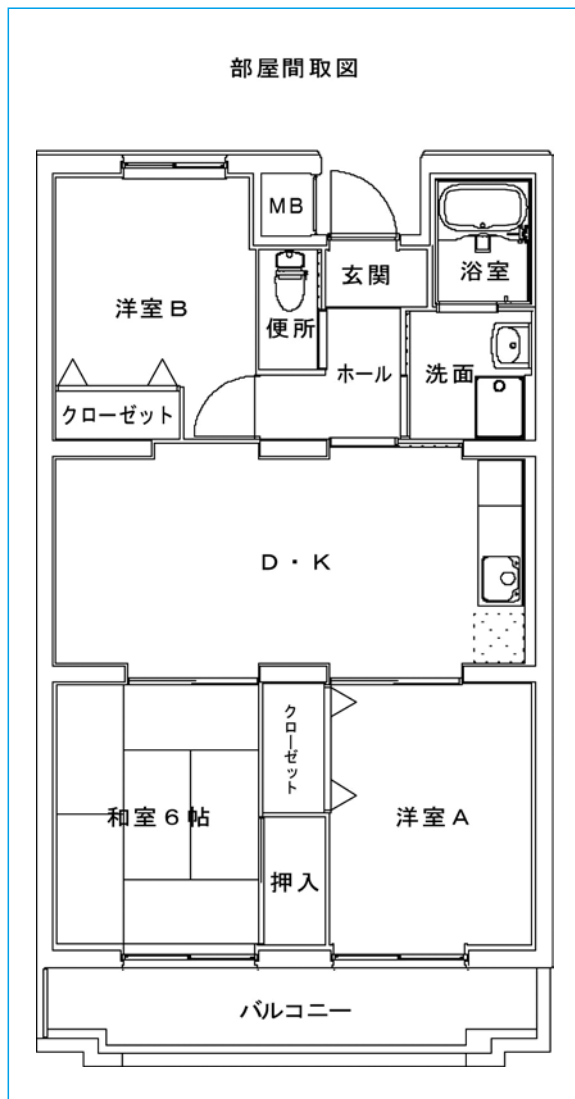 部屋間取図
MB
玄関
浴室
洋室B
便所
ホール
洗面
クローゼット
D・K
クローゼット
和室6帖
洋室A
押入
バルコニー